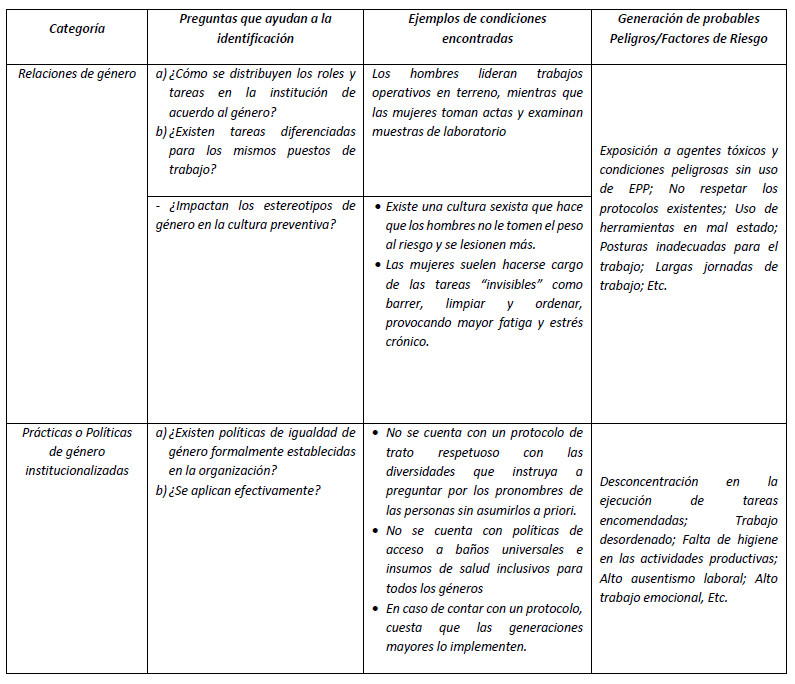 Categoría
Preguntas que ayudan a la
identificación
Ejemplos de condiciones
encontradas
Generación de probables
Peligros/Factores de Riesgo
Relaciones de género
a) ¿Cómo se distribuyen los roles y
tareas en la institución de
acuerdo al género?
b) ¿Existen tareas diferenciadas
para los mismos puestos de
trabajo?
Los hombres lideran trabajos
operativos en terreno, mientras que
las mujeres toman actas y examinan
muestras de laboratorio
Exposición a agentes tóxicos y
condiciones peligrosas sin uso
de EPP; No respetar los
protocolos existentes; Uso de
herramientas en mal estado;
Posturas inadecuadas para el
trabajo; Largas jornadas de
trabajo; Etc.
- ¿Impactan los estereotipos de
género en la cultura preventiva?
• Existe una cultura sexista que hace
que los hombres no le tomen el peso
al riesgo y se lesionen más.
• Las mujeres suelen hacerse cargo
de las tareas “invisibles” como
barrer, limpiar y ordenar,
provocando mayor fatiga y estrés
crónico.
Prácticas o Políticas
de género
institucionalizadas
a) ¿Existen políticas de igualdad de
género formalmente establecidas
en la organización?
b) ¿Se aplican efectivamente?
• No se cuenta con un protocolo de
trato respetuoso con las
diversidades que instruya a
preguntar por los pronombres de
las personas sin asumirlos a priori.
• No se cuenta con políticas de
acceso a baños universales e
insumos de salud inclusivos para
todos los géneros
• En caso de contar con un protocolo,
cuesta que las generaciones
mayores lo implementen.
Desconcentración en la
ejecución de tareas
encomendadas; Trabajo
desordenado; Falta de higiene
en las actividades productivas;
Alto ausentismo laboral; Alto
trabajo emocional, Etc.